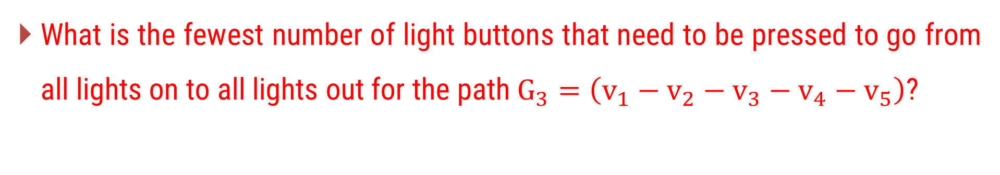 What is the fewest number of light buttons that need to be pressed to go from
all lights on to all lights out for the path G₃ = (v₁ − v₂ − v₃ − v₄ − v₅)?